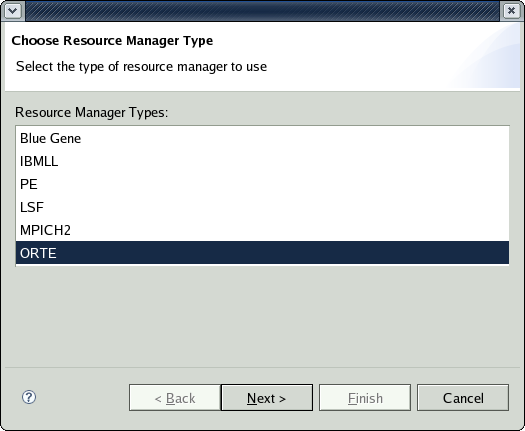 Choose Resource Manager Type
Select the type of resource manager to use
Resource Manager Types:
Blue Gene
IBMLL
PE
LSF
MPICH2
ORTE
? < Back Next > Finish Cancel